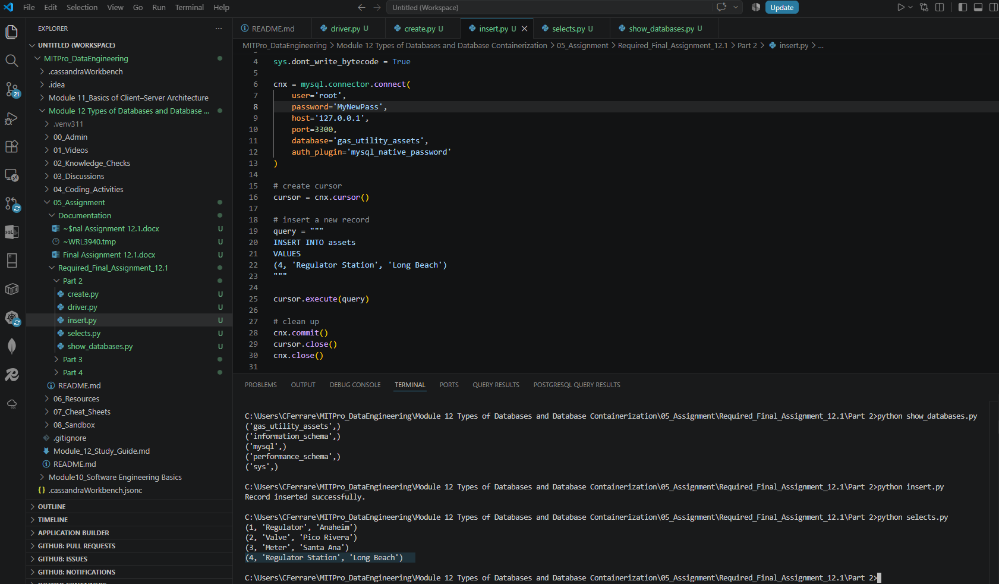 File Edit Selection View Go Run Terminal Help
Untitled (Workspace)
Update
EXPLORER
UNTITLED (WORKSPACE)
MITPro_DataEngineering
.cassandraWorkbench
.idea
Module 11_Basics of Client–Server Architecture
Module 12 Types of Databases and Database ...
.venv311
00_Admin
01_Videos
02_Knowledge_Checks
03_Discussions
04_Coding_Activities
05_Assignment
Documentation
~$nal Assignment 12.1.docx U
~WRL3940.tmp U
Final Assignment 12.1.docx U
Required_Final_Assignment_12.1
Part 2
create.py U
driver.py U
insert.py U
selects.py U
show_databases.py U
Part 3
Part 4
README.md
06_Resources
07_Cheat_Sheets
08_Sandbox
.gitignore
Module_12_Study_Guide.md
README.md
Module10_Software Engineering Basics
{} .cassandraWorkbench.jsonc
OUTLINE
TIMELINE
APPLICATION BUILDER
GITHUB: PULL REQUESTS
GITHUB: ISSUES
GITHUB: NOTIFICATIONS
DOCKER CONTAINERS
21
SQL
README.md driver.py U create.py U insert.py U selects.py U show_databases.py U
MITPro_DataEngineering > Module 12 Types of Databases and Database Containerization > 05_Assignment > Required_Final_Assignment_12.1 > Part 2 > insert.py > ...
4 sys.dont_write_bytecode = True
5
6 cnx = mysql.connector.connect(
7 user='root',
8 password='MyNewPass',
9 host='127.0.0.1',
10 port=3300,
11 database='gas_utility_assets',
12 auth_plugin='mysql_native_password'
13 )
14
15 # create cursor
16 cursor = cnx.cursor()
17
18 # insert a new record
19 query = """
20 INSERT INTO assets
21 VALUES
22 (4, 'Regulator Station', 'Long Beach')
23 """
24
25 cursor.execute(query)
26
27 # clean up
28 cnx.commit()
29 cursor.close()
30 cnx.close()
31
PROBLEMS OUTPUT DEBUG CONSOLE TERMINAL PORTS QUERY RESULTS POSTGRESQL QUERY RESULTS
C:\Users\CFerrare\MITPro_DataEngineering\Module 12 Types of Databases and Database Containerization\05_Assignment\Required_Final_Assignment_12.1\Part 2>python show_databases.py
('gas_utility_assets',)
('information_schema',)
('mysql',)
('performance_schema',)
('sys',)
C:\Users\CFerrare\MITPro_DataEngineering\Module 12 Types of Databases and Database Containerization\05_Assignment\Required_Final_Assignment_12.1\Part 2>python insert.py
Record inserted successfully.
C:\Users\CFerrare\MITPro_DataEngineering\Module 12 Types of Databases and Database Containerization\05_Assignment\Required_Final_Assignment_12.1\Part 2>python selects.py
(1, 'Regulator', 'Anaheim')
(2, 'Valve', 'Pico Rivera')
(3, 'Meter', 'Santa Ana')
(4, 'Regulator Station', 'Long Beach')
C:\Users\CFerrare\MITPro_DataEngineering\Module 12 Types of Databases and Database Containerization\05_Assignment\Required_Final_Assignment_12.1\Part 2>